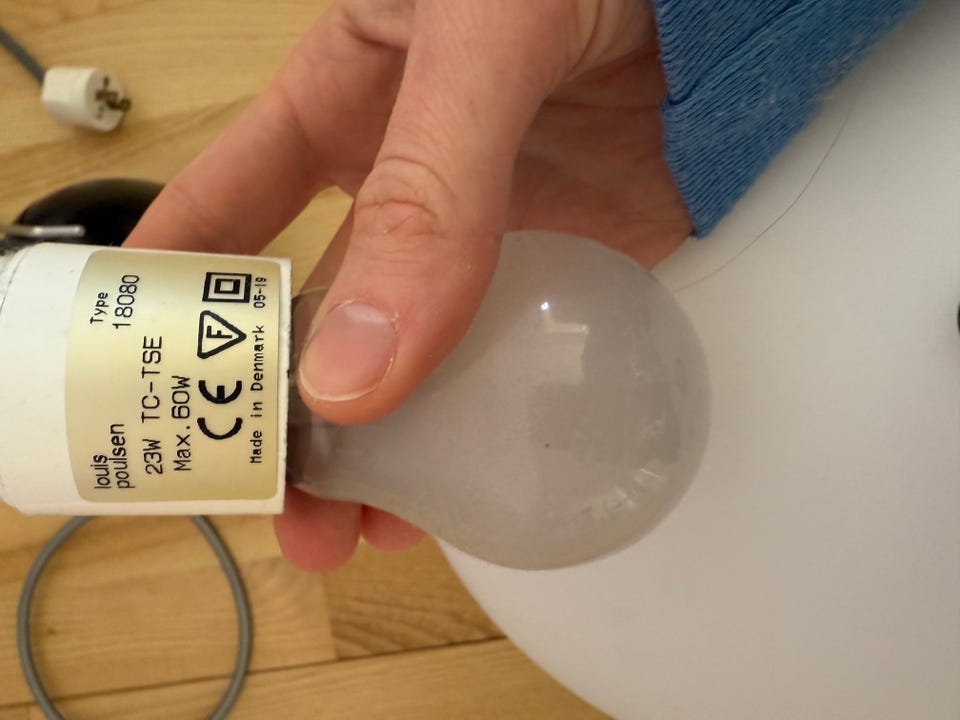 louis
poulsen
Type
18080
23W TC-TSE
Max. 60W
CE F
Made in Denmark 05-19